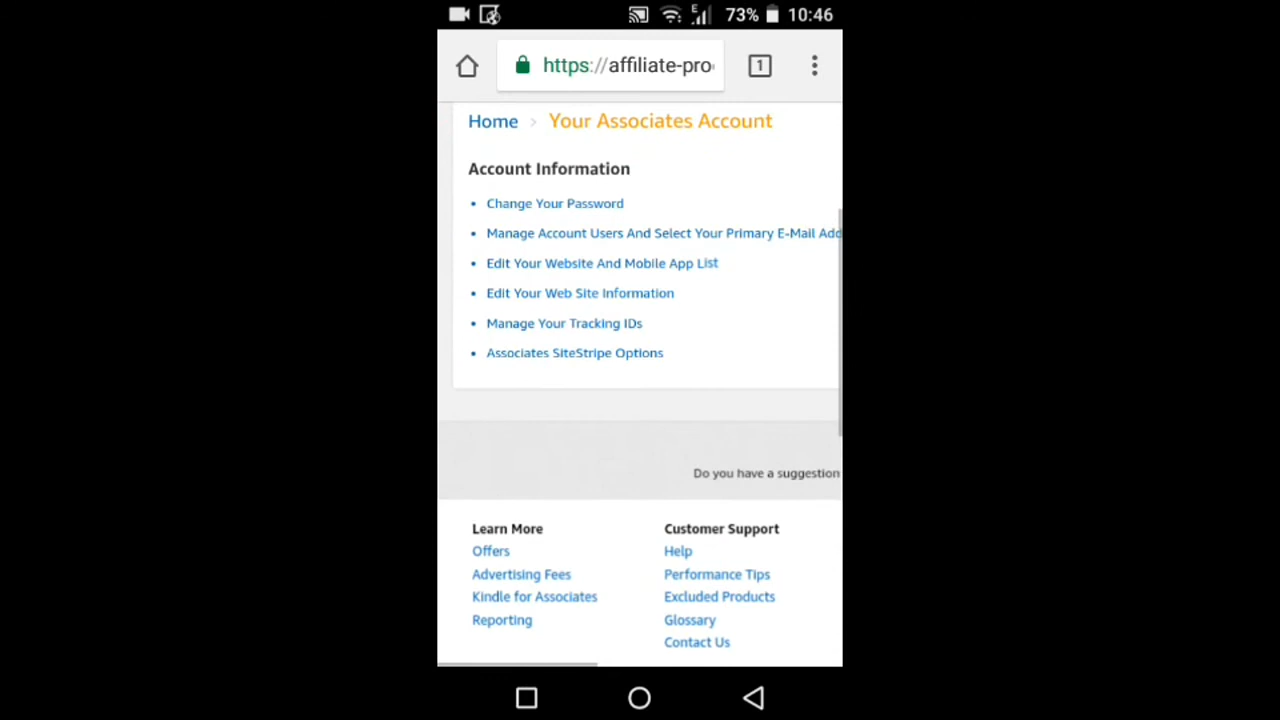 E
73%
10:46
https://affiliate-pro
1
Home > Your Associates Account
Account Information
• Change Your Password
• Manage Account Users And Select Your Primary E-Mail Add
• Edit Your Website And Mobile App List
• Edit Your Web Site Information
• Manage Your Tracking IDs
• Associates SiteStripe Options
Do you have a suggestion
Learn More
Offers
Advertising Fees
Kindle for Associates
Reporting
Customer Support
Help
Performance Tips
Excluded Products
Glossary
Contact Us